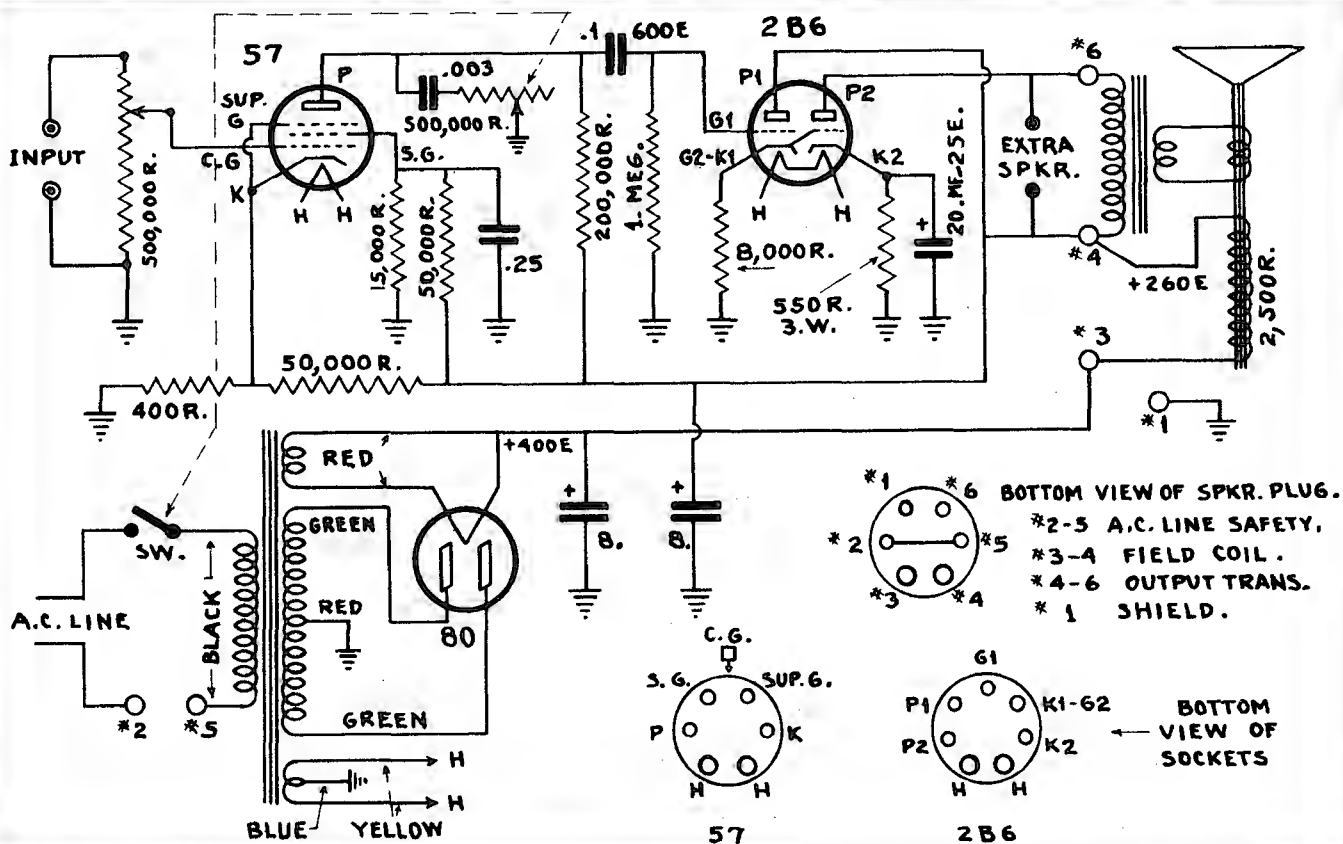 57
2B6
.1
600E
*6
P
.003
P1
P2
SUP.
G
500,000 R.
G1
INPUT
C.G
S.G.
G2-K1
K2
EXTRA
SPKR.
K
H H
H H
500,000 R.
15,000 R.
50,000 R.
.25
200,000 R.
1. MEG.
8,000 R.
550 R.
3.W.
20.MF-25E.
*4
+260E
2,500R.
*3
50,000 R.
400R.
*1
RED
+400E
GREEN
RED
GREEN
80
8.
8.
SW.
A.C. LINE
BLACK
*2
*5
H
H
BLUE
YELLOW
*1
*6
*2
*5
*3
*4
BOTTOM VIEW OF SPKR. PLUG.
*2-5 A.C. LINE SAFETY.
*3-4 FIELD COIL.
*4-6 OUTPUT TRANS.
*1 SHIELD.
C.G.
S.G.
SUP.G.
P
K
H H
57
G1
P1
K1-G2
P2
K2
H H
2B6
BOTTOM
VIEW OF
SOCKETS